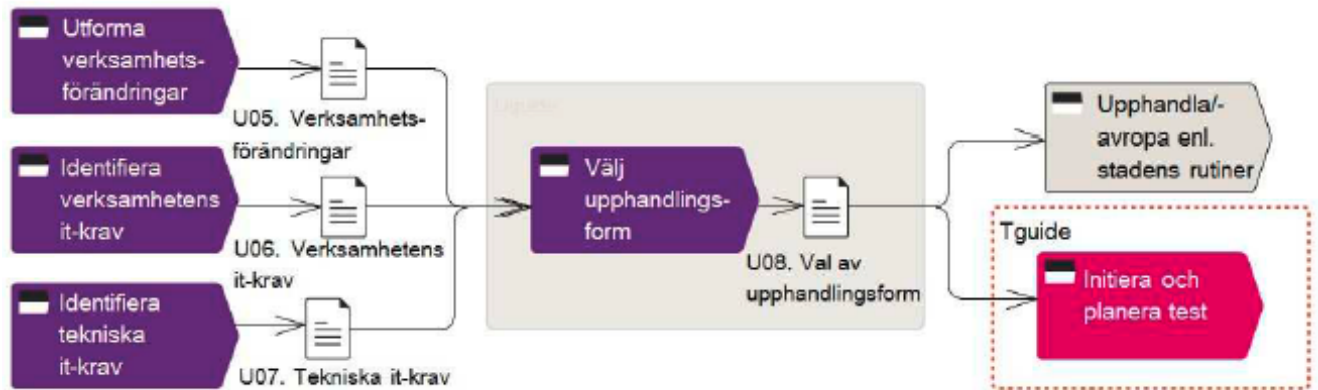 Utforma
verksamhets-
förändringar
U05. Verksamhets-
förändringar
Identifiera
verksamhetens
it-krav
U06. Verksamhetens
it-krav
Identifiera
tekniska
it-krav
U07. Tekniska it-krav
Uguide
Välj
upphandlings-
form
U08. Val av
upphandlingsform
Upphandla/-
avropa enl.
stadens rutiner
Tguide
Initiera och
planera test